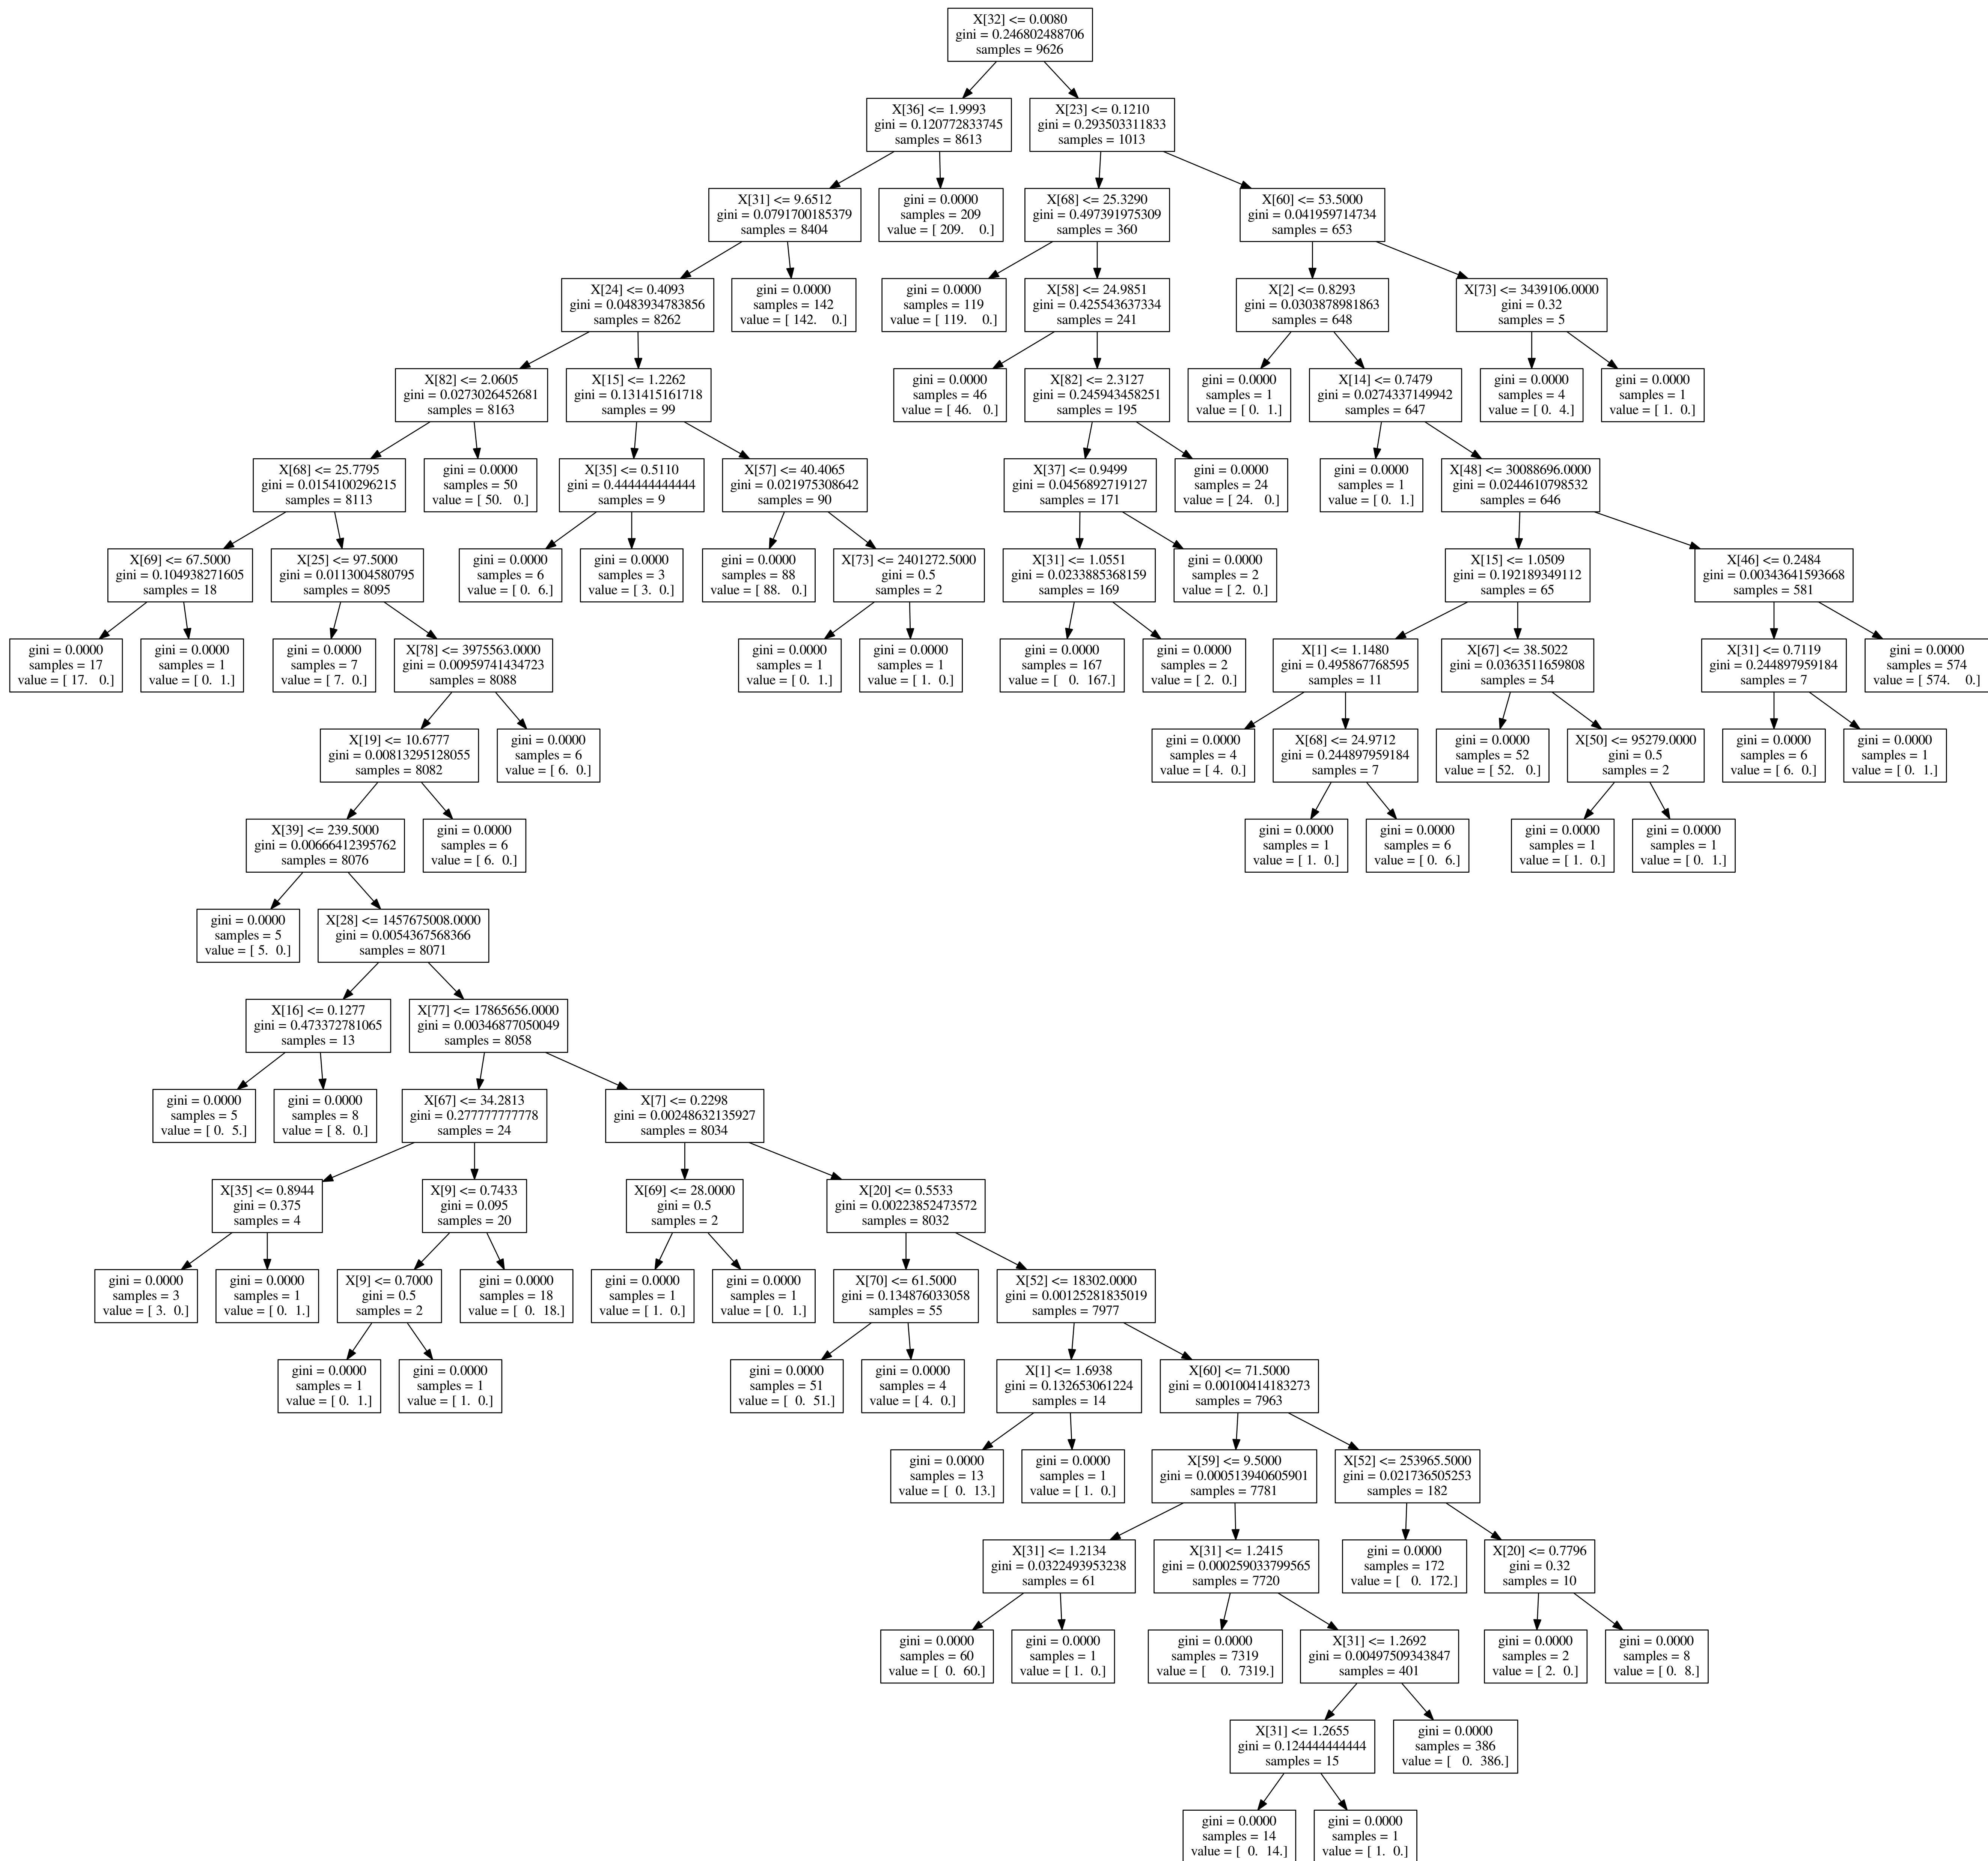 X[32] <= 0.0080
gini = 0.246802488706
samples = 9626
X[36] <= 1.9993
gini = 0.120772833745
samples = 8613
X[23] <= 0.1210
gini = 0.293503311833
samples = 1013
X[31] <= 9.6512
gini = 0.0791700185379
samples = 8404
gini = 0.0000
samples = 209
value = [ 209. 0.]
X[68] <= 25.3290
gini = 0.497391975309
samples = 360
X[60] <= 53.5000
gini = 0.041959714734
samples = 653
X[24] <= 0.4093
gini = 0.0483934783856
samples = 8262
gini = 0.0000
samples = 142
value = [ 142. 0.]
gini = 0.0000
samples = 119
value = [ 119. 0.]
X[58] <= 24.9851
gini = 0.425543637334
samples = 241
X[2] <= 0.8293
gini = 0.0303878981863
samples = 648
X[73] <= 3439106.0000
gini = 0.32
samples = 5
X[82] <= 2.0605
gini = 0.0273026452681
samples = 8163
X[15] <= 1.2262
gini = 0.131415161718
samples = 99
gini = 0.0000
samples = 46
value = [ 46. 0.]
X[82] <= 2.3127
gini = 0.245943458251
samples = 195
gini = 0.0000
samples = 1
value = [ 0. 1.]
X[14] <= 0.7479
gini = 0.0274337149942
samples = 647
gini = 0.0000
samples = 4
value = [ 0. 4.]
gini = 0.0000
samples = 1
value = [ 1. 0.]
X[68] <= 25.7795
gini = 0.0154100296215
samples = 8113
gini = 0.0000
samples = 50
value = [ 50. 0.]
X[35] <= 0.5110
gini = 0.444444444444
samples = 9
X[57] <= 40.4065
gini = 0.021975308642
samples = 90
X[37] <= 0.9499
gini = 0.0456892719127
samples = 171
gini = 0.0000
samples = 24
value = [ 24. 0.]
gini = 0.0000
samples = 1
value = [ 0. 1.]
X[48] <= 30088696.0000
gini = 0.0244610798532
samples = 646
X[69] <= 67.5000
gini = 0.104938271605
samples = 18
X[25] <= 97.5000
gini = 0.0113004580795
samples = 8095
gini = 0.0000
samples = 6
value = [ 0. 6.]
gini = 0.0000
samples = 3
value = [ 3. 0.]
gini = 0.0000
samples = 88
value = [ 88. 0.]
X[73] <= 2401272.5000
gini = 0.5
samples = 2
X[31] <= 1.0551
gini = 0.0233885368159
samples = 169
gini = 0.0000
samples = 2
value = [ 2. 0.]
X[15] <= 1.0509
gini = 0.192189349112
samples = 65
X[46] <= 0.2484
gini = 0.00343641593668
samples = 581
gini = 0.0000
samples = 17
value = [ 17. 0.]
gini = 0.0000
samples = 1
value = [ 0. 1.]
gini = 0.0000
samples = 7
value = [ 7. 0.]
X[78] <= 3975563.0000
gini = 0.00959741434723
samples = 8088
gini = 0.0000
samples = 1
value = [ 0. 1.]
gini = 0.0000
samples = 1
value = [ 1. 0.]
gini = 0.0000
samples = 167
value = [ 0. 167.]
gini = 0.0000
samples = 2
value = [ 2. 0.]
X[1] <= 1.1480
gini = 0.495867768595
samples = 11
X[67] <= 38.5022
gini = 0.0363511659808
samples = 54
X[31] <= 0.7119
gini = 0.244897959184
samples = 7
gini = 0.0000
samples = 574
value = [ 574. 0.]
X[19] <= 10.6777
gini = 0.00813295128055
samples = 8082
gini = 0.0000
samples = 6
value = [ 6. 0.]
gini = 0.0000
samples = 4
value = [ 4. 0.]
X[68] <= 24.9712
gini = 0.244897959184
samples = 7
gini = 0.0000
samples = 52
value = [ 52. 0.]
X[50] <= 95279.0000
gini = 0.5
samples = 2
gini = 0.0000
samples = 6
value = [ 6. 0.]
gini = 0.0000
samples = 1
value = [ 0. 1.]
X[39] <= 239.5000
gini = 0.00666412395762
samples = 8076
gini = 0.0000
samples = 6
value = [ 6. 0.]
gini = 0.0000
samples = 1
value = [ 1. 0.]
gini = 0.0000
samples = 6
value = [ 0. 6.]
gini = 0.0000
samples = 1
value = [ 1. 0.]
gini = 0.0000
samples = 1
value = [ 0. 1.]
gini = 0.0000
samples = 5
value = [ 5. 0.]
X[28] <= 1457675008.0000
gini = 0.0054367568366
samples = 8071
X[16] <= 0.1277
gini = 0.473372781065
samples = 13
X[77] <= 17865656.0000
gini = 0.00346877050049
samples = 8058
gini = 0.0000
samples = 5
value = [ 0. 5.]
gini = 0.0000
samples = 8
value = [ 8. 0.]
X[67] <= 34.2813
gini = 0.277777777778
samples = 24
X[7] <= 0.2298
gini = 0.00248632135927
samples = 8034
X[35] <= 0.8944
gini = 0.375
samples = 4
X[9] <= 0.7433
gini = 0.095
samples = 20
X[69] <= 28.0000
gini = 0.5
samples = 2
X[20] <= 0.5533
gini = 0.00223852473572
samples = 8032
gini = 0.0000
samples = 3
value = [ 3. 0.]
gini = 0.0000
samples = 1
value = [ 0. 1.]
X[9] <= 0.7000
gini = 0.5
samples = 2
gini = 0.0000
samples = 18
value = [ 0. 18.]
gini = 0.0000
samples = 1
value = [ 1. 0.]
gini = 0.0000
samples = 1
value = [ 0. 1.]
X[70] <= 61.5000
gini = 0.134876033058
samples = 55
X[52] <= 18302.0000
gini = 0.00125281835019
samples = 7977
gini = 0.0000
samples = 1
value = [ 0. 1.]
gini = 0.0000
samples = 1
value = [ 1. 0.]
gini = 0.0000
samples = 51
value = [ 0. 51.]
gini = 0.0000
samples = 4
value = [ 4. 0.]
X[1] <= 1.6938
gini = 0.132653061224
samples = 14
X[60] <= 71.5000
gini = 0.00100414183273
samples = 7963
gini = 0.0000
samples = 13
value = [ 0. 13.]
gini = 0.0000
samples = 1
value = [ 1. 0.]
X[59] <= 9.5000
gini = 0.000513940605901
samples = 7781
X[52] <= 253965.5000
gini = 0.021736505253
samples = 182
X[31] <= 1.2134
gini = 0.0322493953238
samples = 61
X[31] <= 1.2415
gini = 0.000259033799565
samples = 7720
gini = 0.0000
samples = 172
value = [ 0. 172.]
X[20] <= 0.7796
gini = 0.32
samples = 10
gini = 0.0000
samples = 60
value = [ 0. 60.]
gini = 0.0000
samples = 1
value = [ 1. 0.]
gini = 0.0000
samples = 7319
value = [ 0. 7319.]
X[31] <= 1.2692
gini = 0.00497509343847
samples = 401
gini = 0.0000
samples = 2
value = [ 2. 0.]
gini = 0.0000
samples = 8
value = [ 0. 8.]
X[31] <= 1.2655
gini = 0.124444444444
samples = 15
gini = 0.0000
samples = 386
value = [ 0. 386.]
gini = 0.0000
samples = 14
value = [ 0. 14.]
gini = 0.0000
samples = 1
value = [ 1. 0.]